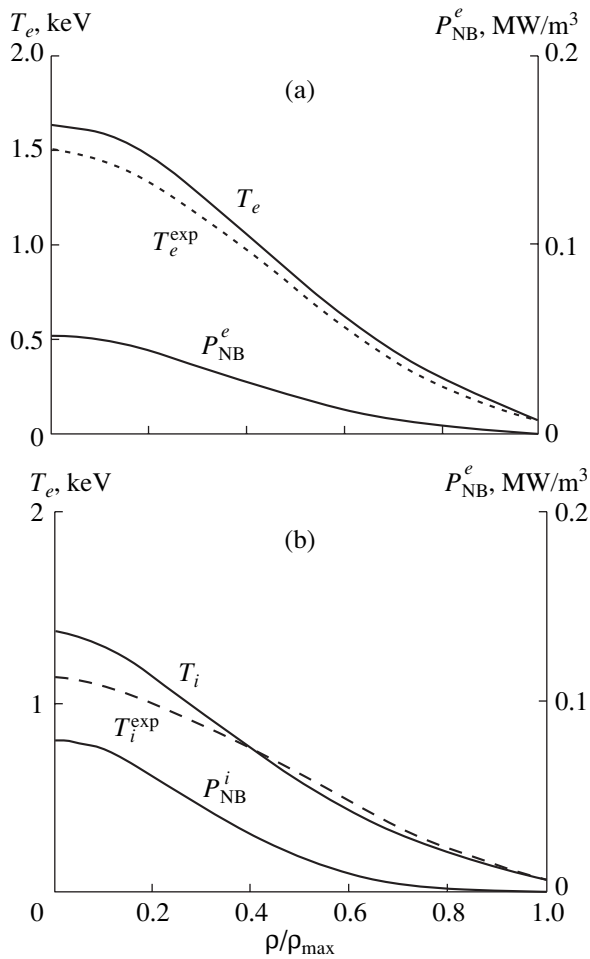 T_e, keV P^e_NB, MW/m³
2.0 0.2
(a)
1.5
T_e
T_e^exp
1.0 0.1
P^e_NB
0.5
0 0
T_e, keV P^e_NB, MW/m³
2 0.2
(b)
T_i
1 0.1
T_i^exp
P^i_NB
0
0 0.2 0.4 0.6 0.8 1.0
ρ/ρ_max